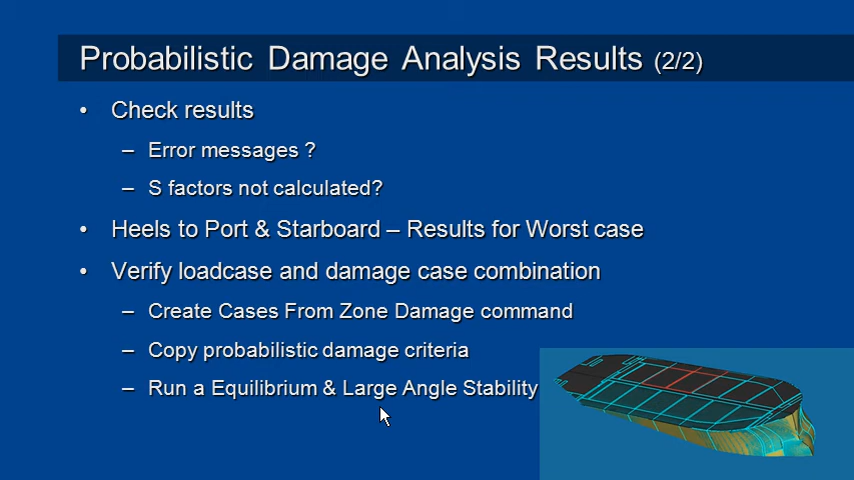 Probabilistic Damage Analysis Results (2/2)
• Check results
– Error messages ?
– S factors not calculated?
• Heels to Port & Starboard – Results for Worst case
• Verify loadcase and damage case combination
– Create Cases From Zone Damage command
– Copy probabilistic damage criteria
– Run a Equilibrium & Large Angle Stability